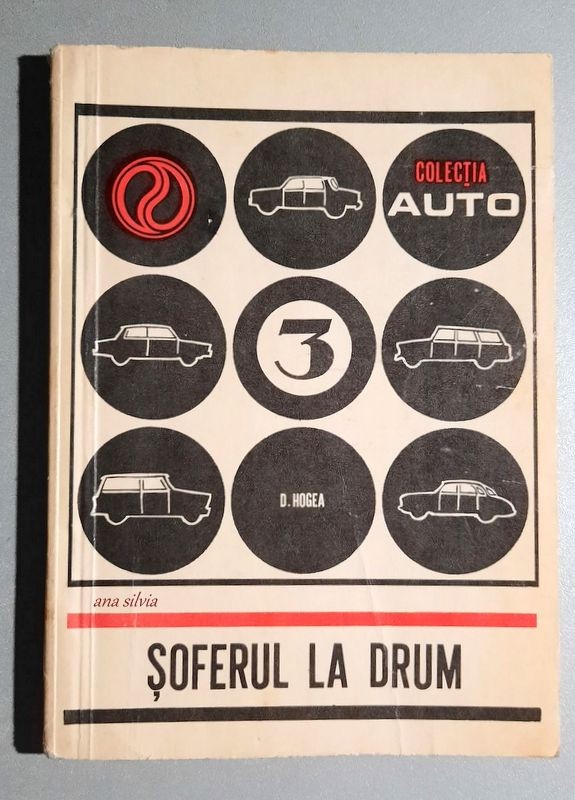 COLECȚIA
AUTO
3
D. HOGEA
ana silvia
ȘOFERUL LA DRUM